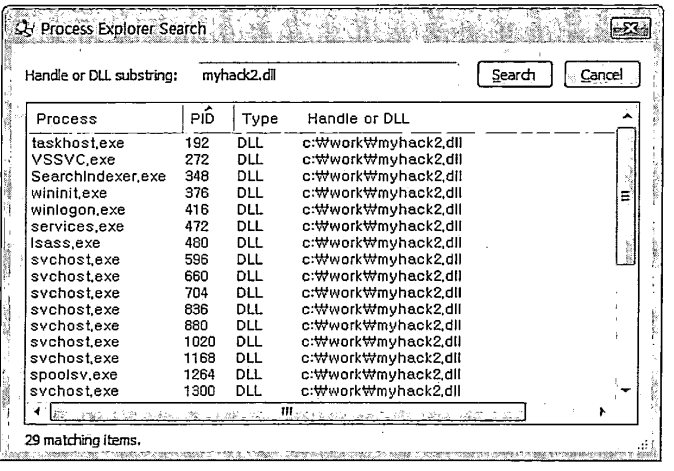 Process Explorer Search
Handle or DLL substring: myhack2.dll Search Cancel
Process PID Type Handle or DLL
taskhost,exe 192 DLL c:₩work₩myhack2,dll
VSSVC,exe 272 DLL c:₩work₩myhack2,dll
SearchIndexer,exe 348 DLL c:₩work₩myhack2,dll
wininit,exe 376 DLL c:₩work₩myhack2,dll
winlogon,exe 416 DLL c:₩work₩myhack2,dll
services,exe 472 DLL c:₩work₩myhack2,dll
lsass,exe 480 DLL c:₩work₩myhack2,dll
svchost,exe 596 DLL c:₩work₩myhack2,dll
svchost,exe 660 DLL c:₩work₩myhack2,dll
svchost,exe 704 DLL c:₩work₩myhack2,dll
svchost,exe 836 DLL c:₩work₩myhack2,dll
svchost,exe 880 DLL c:₩work₩myhack2,dll
svchost,exe 1020 DLL c:₩work₩myhack2,dll
svchost,exe 1168 DLL c:₩work₩myhack2,dll
spoolsv,exe 1264 DLL c:₩work₩myhack2,dll
svchost,exe 1300 DLL c:₩work₩myhack2,dll
29 matching items.